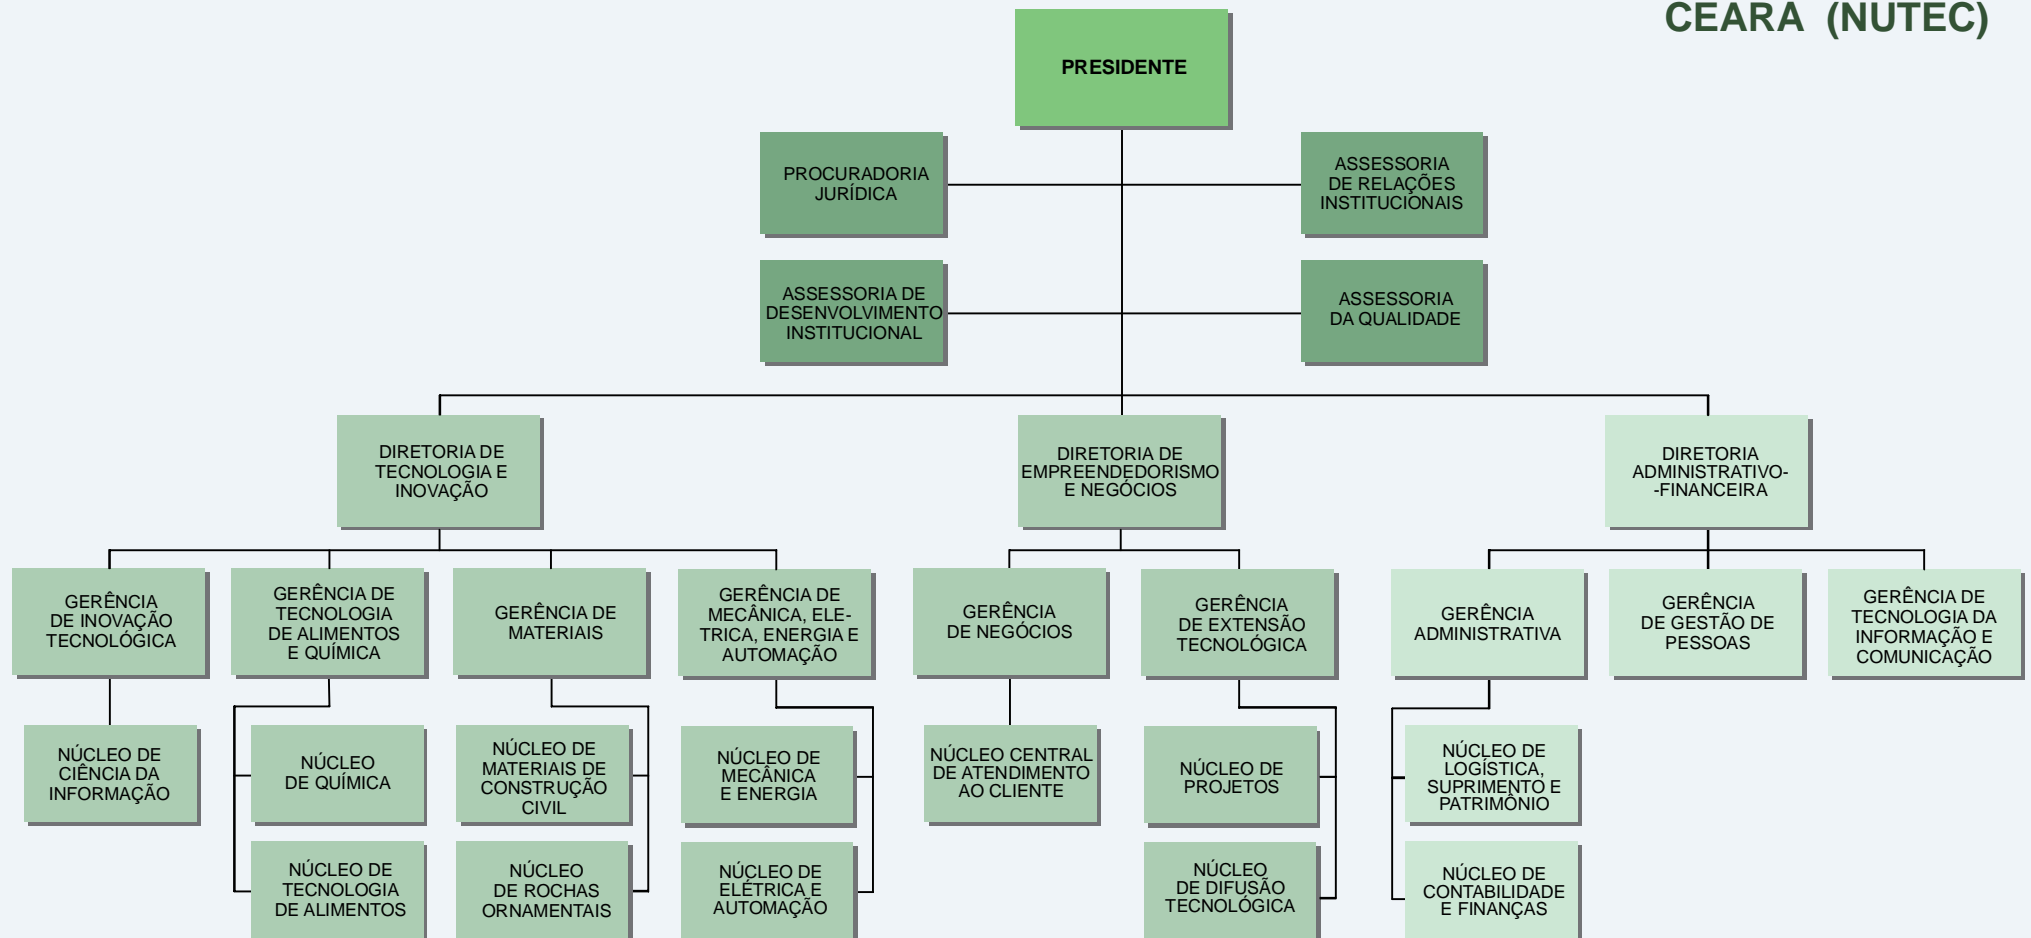 CEARÁ (NUTEC)
PRESIDENTE
PROCURADORIA
JURÍDICA
ASSESSORIA
DE RELAÇÕES
INSTITUCIONAIS
ASSESSORIA DE
DESENVOLVIMENTO
INSTITUCIONAL
ASSESSORIA
DA QUALIDADE
DIRETORIA DE
TECNOLOGIA E
INOVAÇÃO
DIRETORIA DE
EMPREENDEDORISMO
E NEGÓCIOS
DIRETORIA
ADMINISTRATIVO-
-FINANCEIRA
GERÊNCIA
DE INOVAÇÃO
TECNOLÓGICA
GERÊNCIA DE
TECNOLOGIA
DE ALIMENTOS
E QUÍMICA
GERÊNCIA DE
MATERIAIS
GERÊNCIA DE
MECÂNICA, ELE-
TRICA, ENERGIA E
AUTOMAÇÃO
GERÊNCIA
DE NEGÓCIOS
GERÊNCIA
DE EXTENSÃO
TECNOLÓGICA
GERÊNCIA
ADMINISTRATIVA
GERÊNCIA
DE GESTÃO DE
PESSOAS
GERÊNCIA DE
TECNOLOGIA DA
INFORMAÇÃO E
COMUNICAÇÃO
NÚCLEO DE
CIÊNCIA DA
INFORMAÇÃO
NÚCLEO
DE QUÍMICA
NÚCLEO DE
MATERIAIS DE
CONSTRUÇÃO
CIVIL
NÚCLEO DE
MECÂNICA
E ENERGIA
NÚCLEO CENTRAL
DE ATENDIMENTO
AO CLIENTE
NÚCLEO DE
PROJETOS
NÚCLEO DE
LOGÍSTICA,
SUPRIMENTO E
PATRIMÔNIO
NÚCLEO DE
TECNOLOGIA
DE ALIMENTOS
NÚCLEO
DE ROCHAS
ORNAMENTAIS
NÚCLEO DE
ELÉTRICA E
AUTOMAÇÃO
NÚCLEO
DE DIFUSÃO
TECNOLÓGICA
NÚCLEO DE
CONTABILIDADE
E FINANÇAS